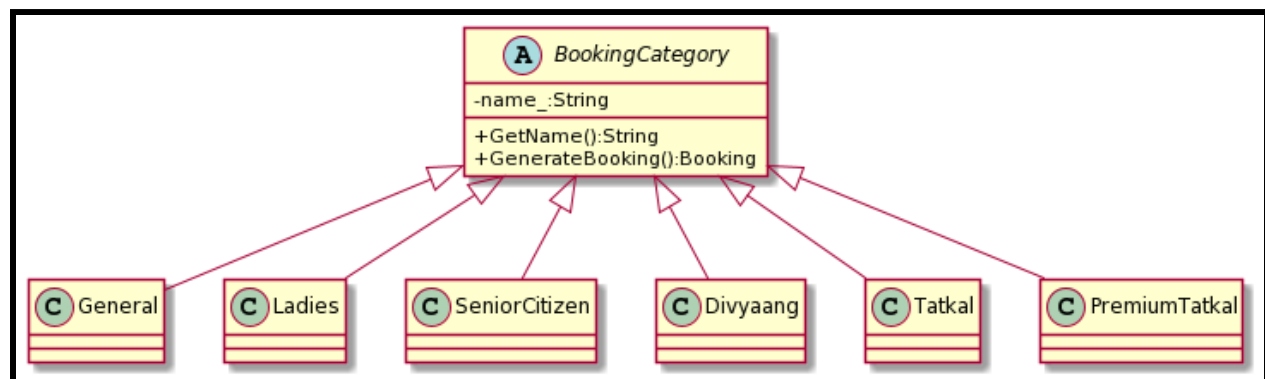 A BookingCategory
-name_:String
+GetName():String
+GenerateBooking():Booking
C General C Ladies C SeniorCitizen C Divyaang C Tatkal C PremiumTatkal